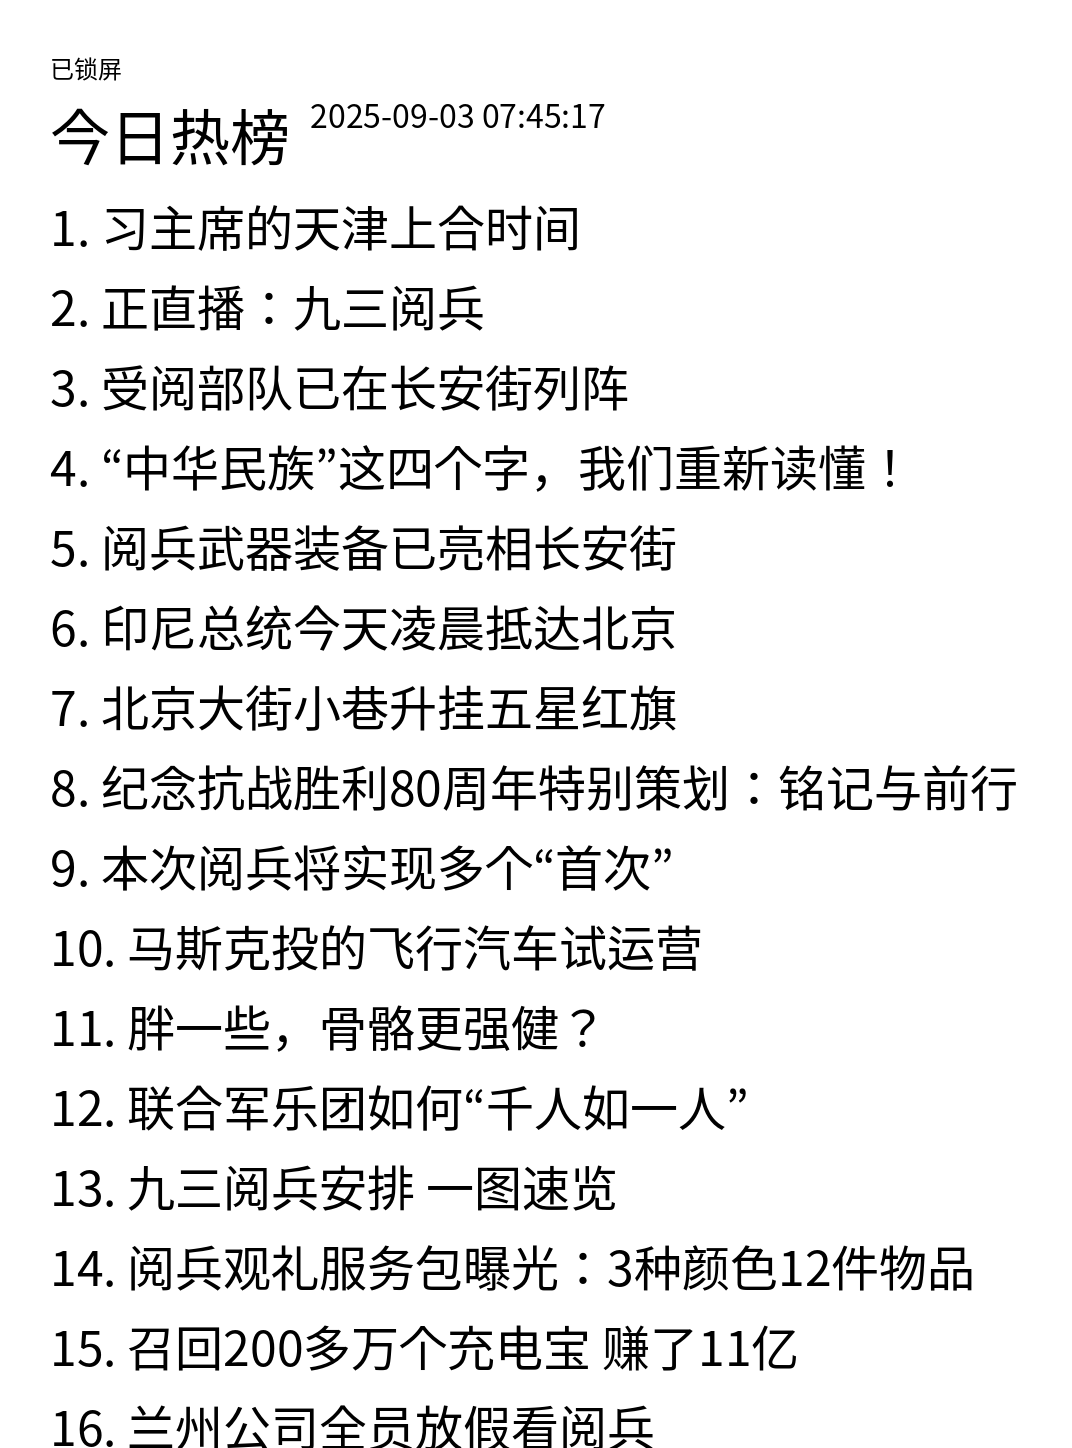 已锁屏
今日热榜 2025-09-03 07:45:17
1. 习主席的天津上合时间
2. 正直播：九三阅兵
3. 受阅部队已在长安街列阵
4. “中华民族”这四个字，我们重新读懂！
5. 阅兵武器装备已亮相长安街
6. 印尼总统今天凌晨抵达北京
7. 北京大街小巷升挂五星红旗
8. 纪念抗战胜利80周年特别策划：铭记与前行
9. 本次阅兵将实现多个“首次”
10. 马斯克投的飞行汽车试运营
11. 胖一些，骨骼更强健？
12. 联合军乐团如何“千人如一人”
13. 九三阅兵安排 一图速览
14. 阅兵观礼服务包曝光：3种颜色12件物品
15. 召回200多万个充电宝 赚了11亿
16. 兰州公司全员放假看阅兵